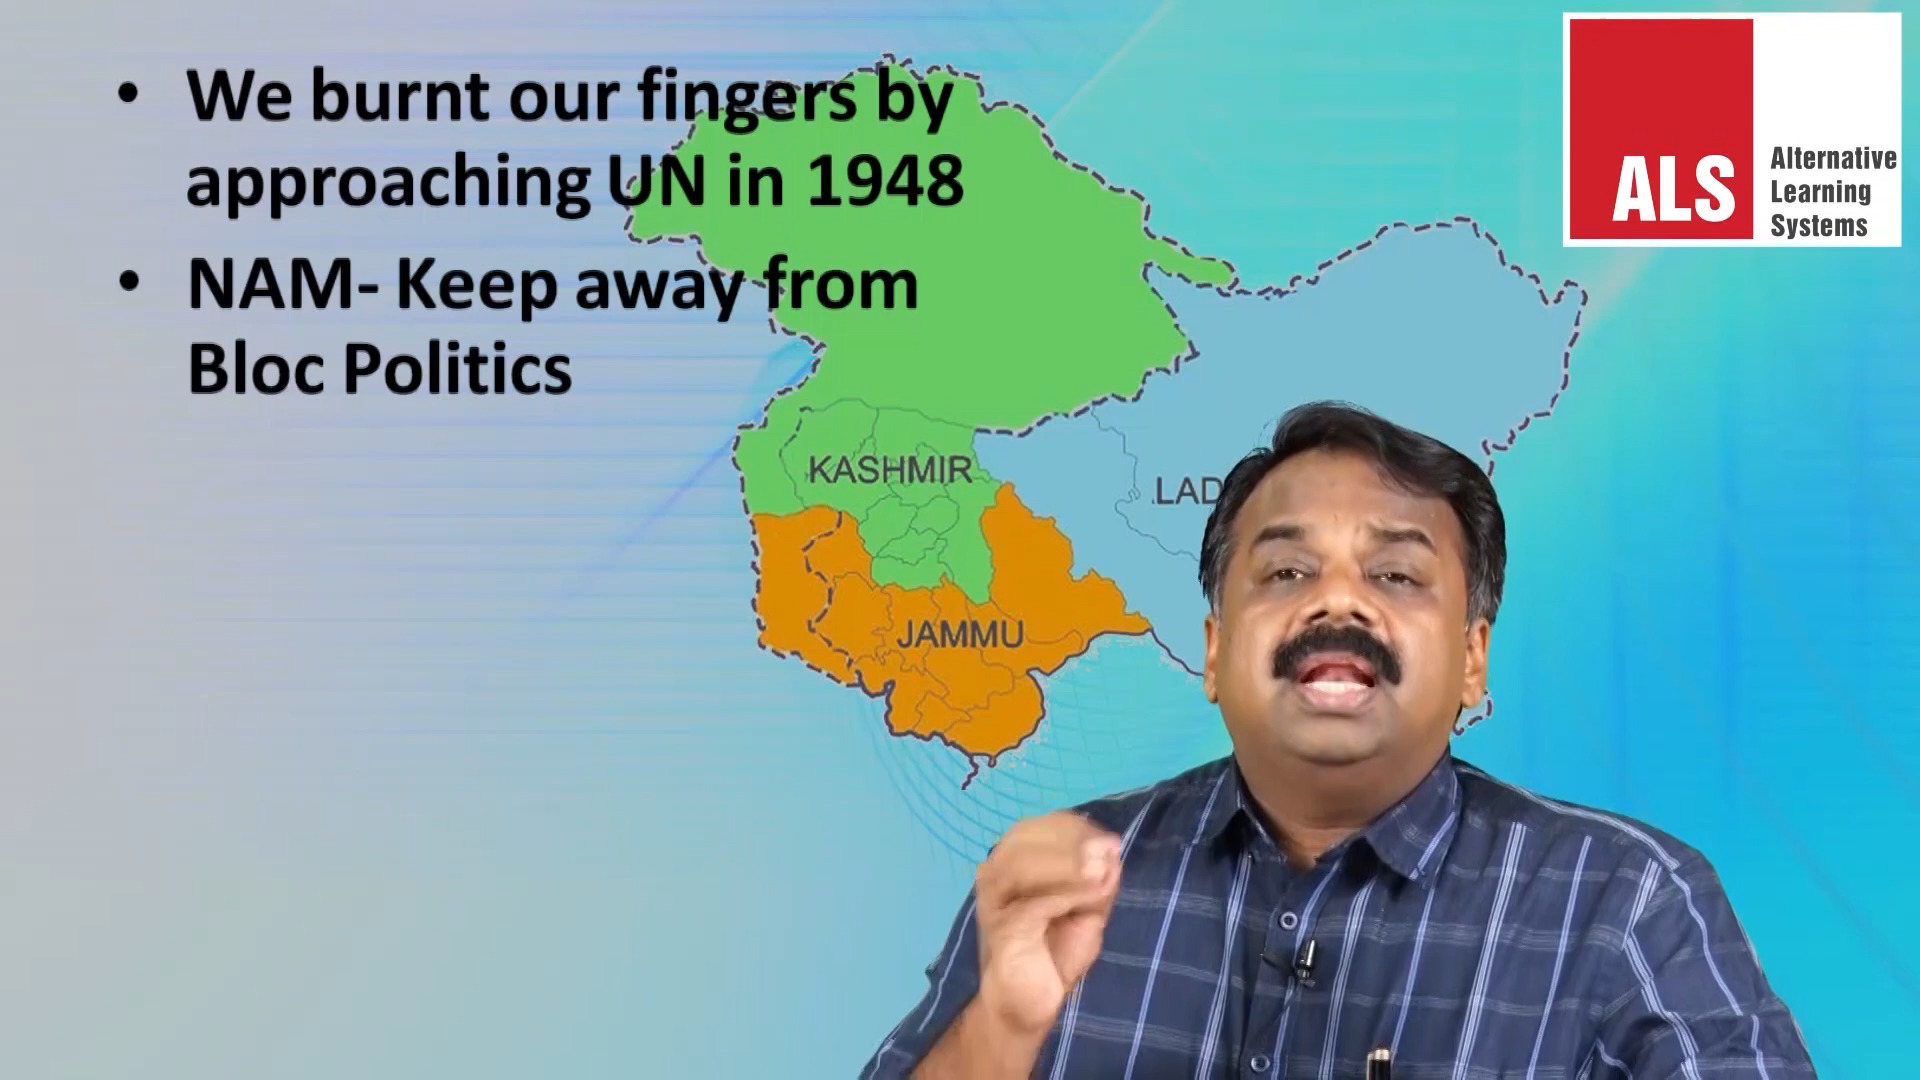 • We burnt our fingers by
approaching UN in 1948
• NAM- Keep away from
Bloc Politics
ALS
Alternative
Learning
Systems
KASHMIR
LAD
JAMMU